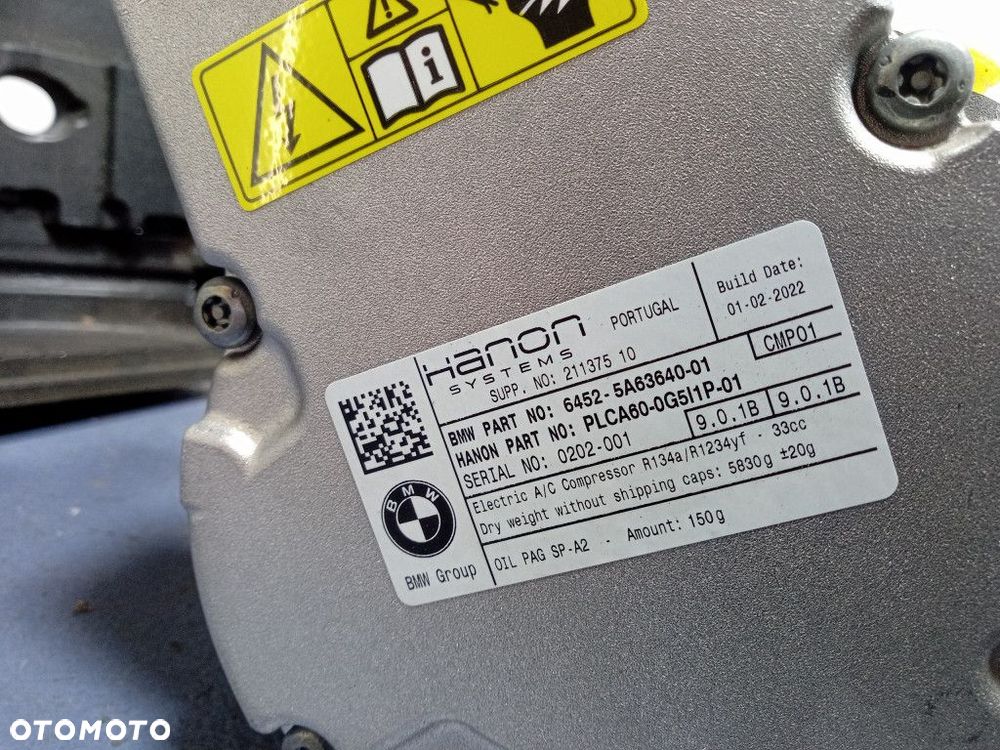 Hanon
SYSTEMS
PORTUGAL
Build Date:
01-02-2022
SUPP. NO: 211375 10
CMP01
BMW PART NO: 6452-5A63640-01
HANON PART NO: PLCA60-0G5I1P-01
SERIAL NO: 0202-001
9.0.1B 9.0.1B
Electric A/C Compressor R134a/R1234yf - 33cc
Dry weight without shipping caps: 5830g ±20g
OIL PAG SP-A2 - Amount: 150g
BMW
BMW Group
i
OTOMOTO